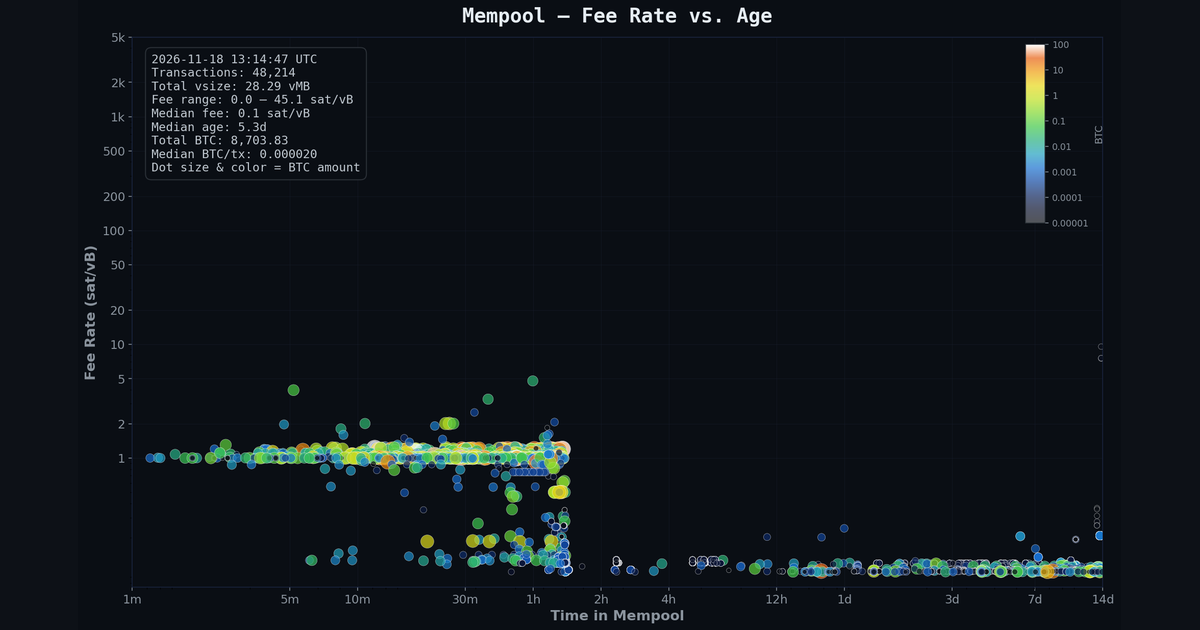 Mempool — Fee Rate vs. Age
2026-11-18 13:14:47 UTC
Transactions: 48,214
Total vsize: 28.29 vMB
Fee range: 0.0 — 45.1 sat/vB
Median fee: 0.1 sat/vB
Median age: 5.3d
Total BTC: 8,703.83
Median BTC/tx: 0.000020
Dot size & color = BTC amount
100
10
1
0.1
0.01
0.001
0.0001
0.00001
BTC
Fee Rate (sat/vB)
5k
2k
1k
500
200
100
50
20
10
5
2
1
1m
5m
10m
30m
1h
2h
4h
12h
1d
3d
7d
14d
Time in Mempool